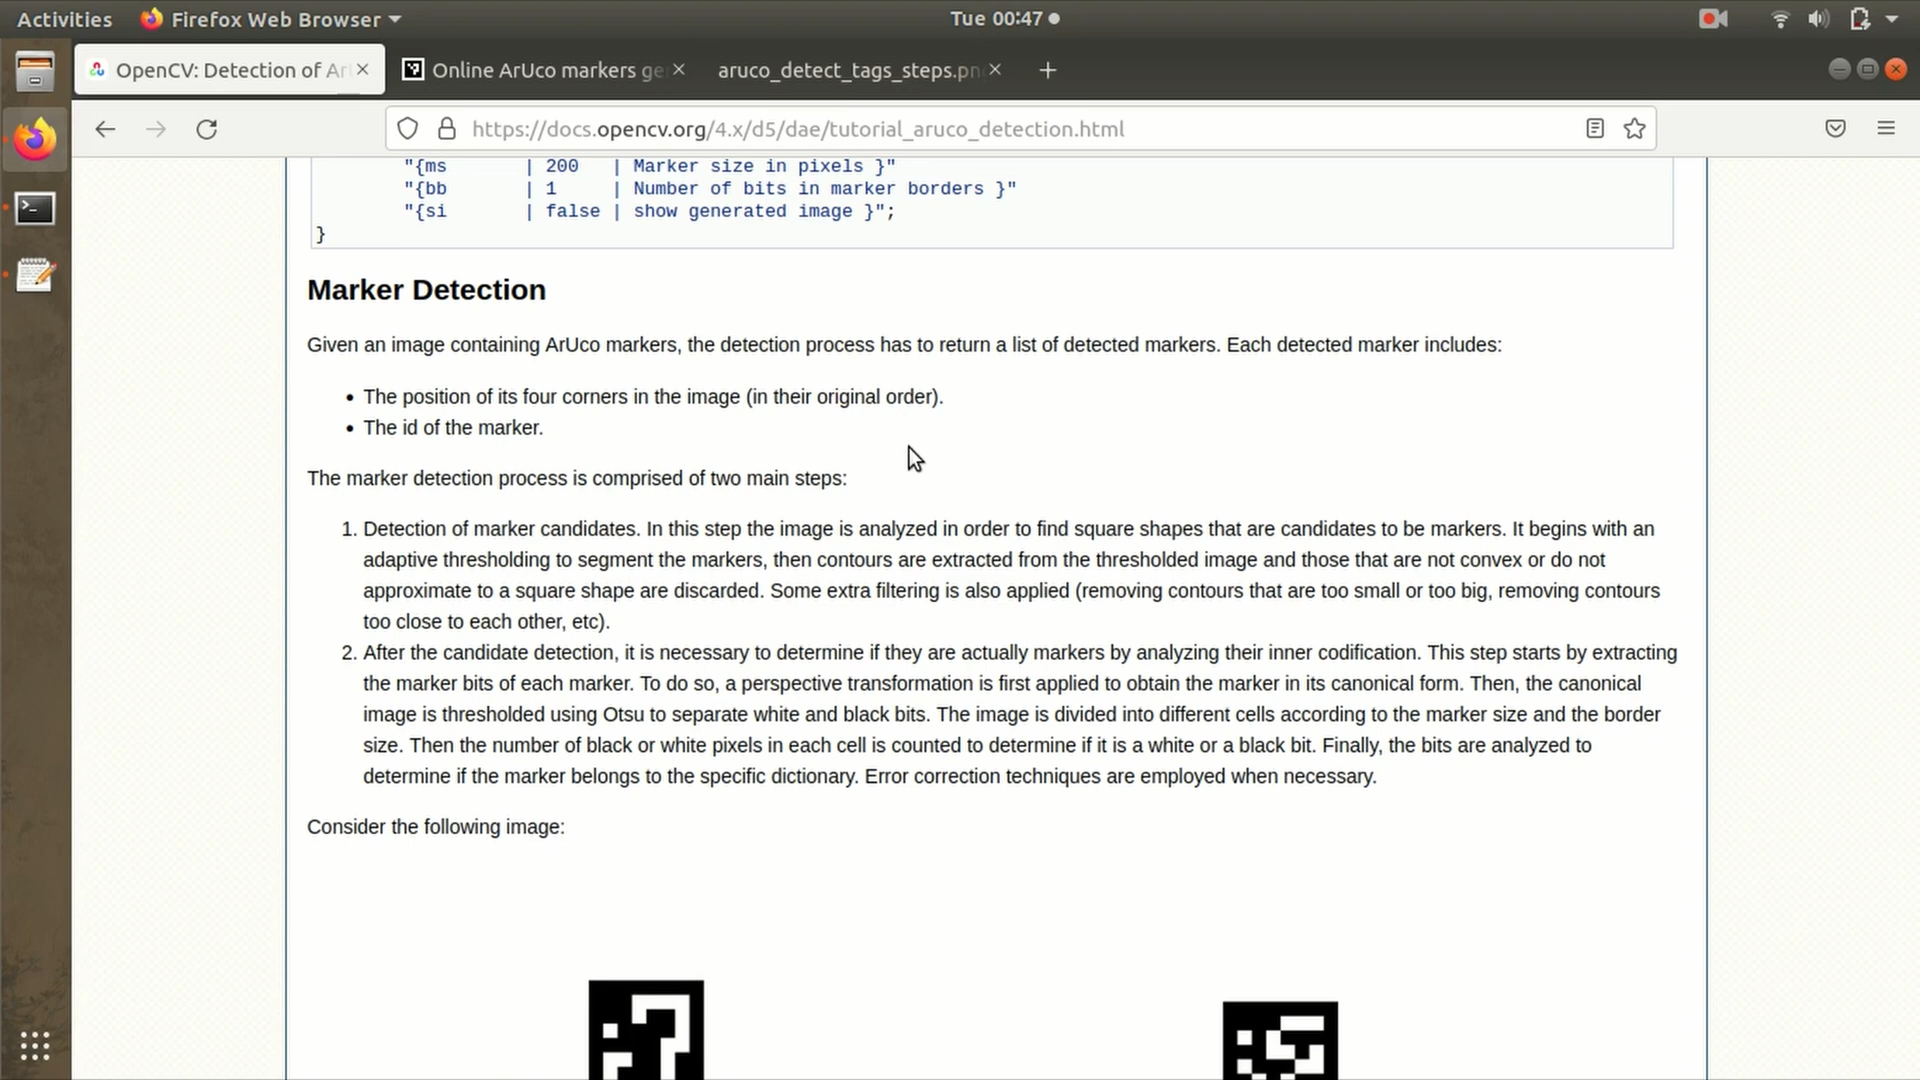 Activities Firefox Web Browser Tue 00:47
OpenCV: Detection of Ar Online ArUco markers ge aruco_detect_tags_steps.pn
https://docs.opencv.org/4.x/d5/dae/tutorial_aruco_detection.html
"{ms | 200 | Marker size in pixels }"
"{bb | 1 | Number of bits in marker borders }"
"{si | false | show generated image }";
}
Marker Detection
Given an image containing ArUco markers, the detection process has to return a list of detected markers. Each detected marker includes:
• The position of its four corners in the image (in their original order).
• The id of the marker.
The marker detection process is comprised of two main steps:
1. Detection of marker candidates. In this step the image is analyzed in order to find square shapes that are candidates to be markers. It begins with an
adaptive thresholding to segment the markers, then contours are extracted from the thresholded image and those that are not convex or do not
approximate to a square shape are discarded. Some extra filtering is also applied (removing contours that are too small or too big, removing contours
too close to each other, etc).
2. After the candidate detection, it is necessary to determine if they are actually markers by analyzing their inner codification. This step starts by extracting
the marker bits of each marker. To do so, a perspective transformation is first applied to obtain the marker in its canonical form. Then, the canonical
image is thresholded using Otsu to separate white and black bits. The image is divided into different cells according to the marker size and the border
size. Then the number of black or white pixels in each cell is counted to determine if it is a white or a black bit. Finally, the bits are analyzed to
determine if the marker belongs to the specific dictionary. Error correction techniques are employed when necessary.
Consider the following image: